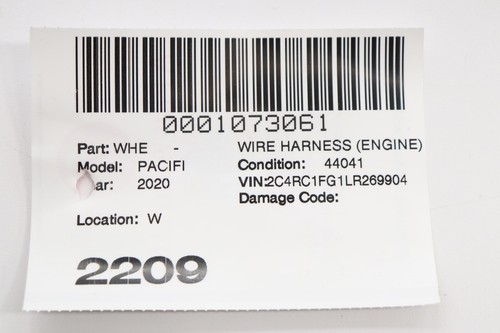 0001073061
Part: WHE - WIRE HARNESS (ENGINE)
Model: PACIFI Condition: 44041
ar: 2020 VIN:2C4RC1FG1LR269904
Damage Code:
Location: W
2209